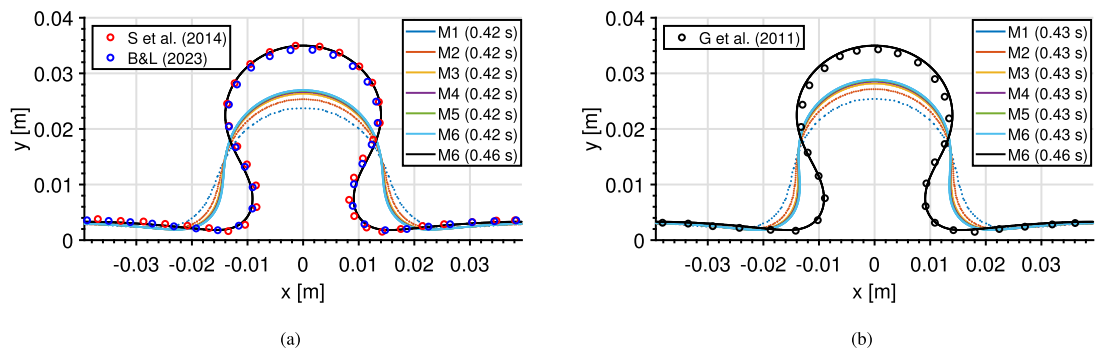 0.04
0.03
0.02
0.01
0
y [m]
S et al. (2014)
B&L (2023)
M1 (0.42 s)
M2 (0.42 s)
M3 (0.42 s)
M4 (0.42 s)
M5 (0.42 s)
M6 (0.42 s)
M6 (0.46 s)
-0.03 -0.02 -0.01 0 0.01 0.02 0.03
x [m]
(a)
0.04
0.03
0.02
0.01
0
y [m]
G et al. (2011)
M1 (0.43 s)
M2 (0.43 s)
M3 (0.43 s)
M4 (0.43 s)
M5 (0.43 s)
M6 (0.43 s)
M6 (0.46 s)
-0.03 -0.02 -0.01 0 0.01 0.02 0.03
x [m]
(b)